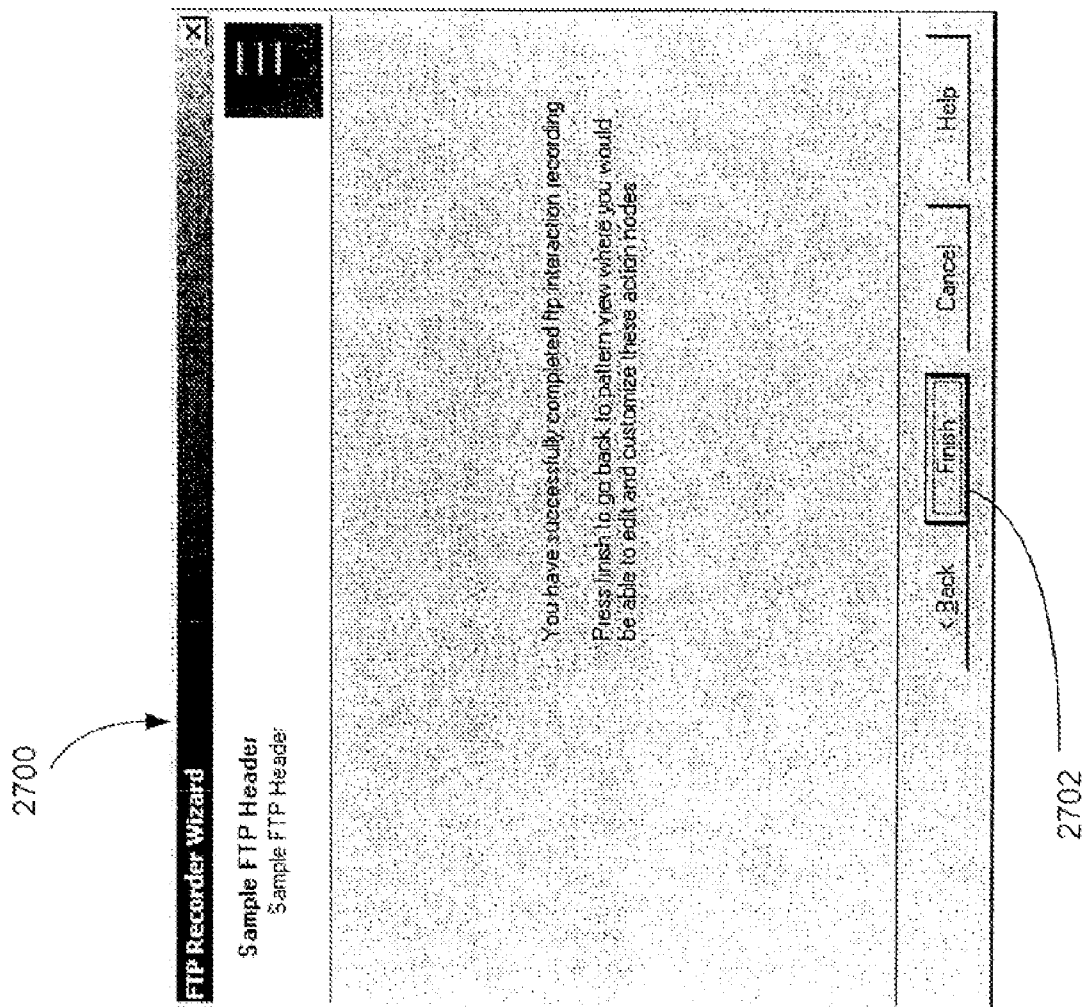 2700
FTP Recorder Wizard
Sample FTP Header
Sample FTP Header
You have successfully completed ftp interaction recording
Press finish to go back to pattern view where you would
be able to edit and customize these action nodes
< Back
Finish
Cancel
Help
2702